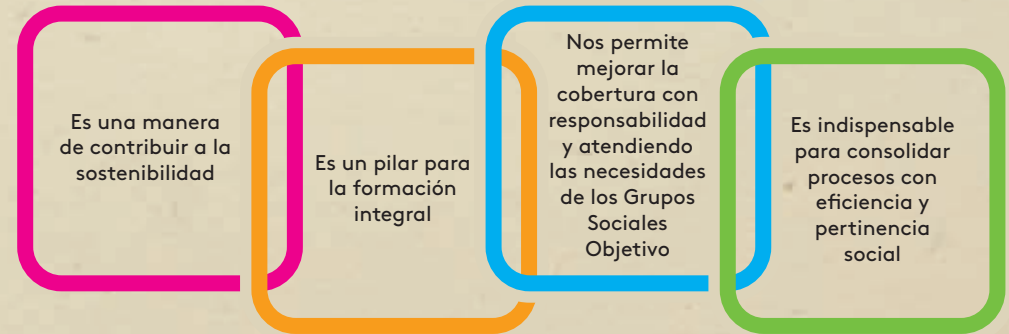 Es una manera
de contribuir a la
sostenibilidad
Es un pilar para
la formación
integral
Nos permite
mejorar la
cobertura con
responsabilidad
y atendiendo
las necesidades
de los Grupos
Sociales
Objetivo
Es indispensable
para consolidar
procesos con
eficiencia y
pertinencia
social